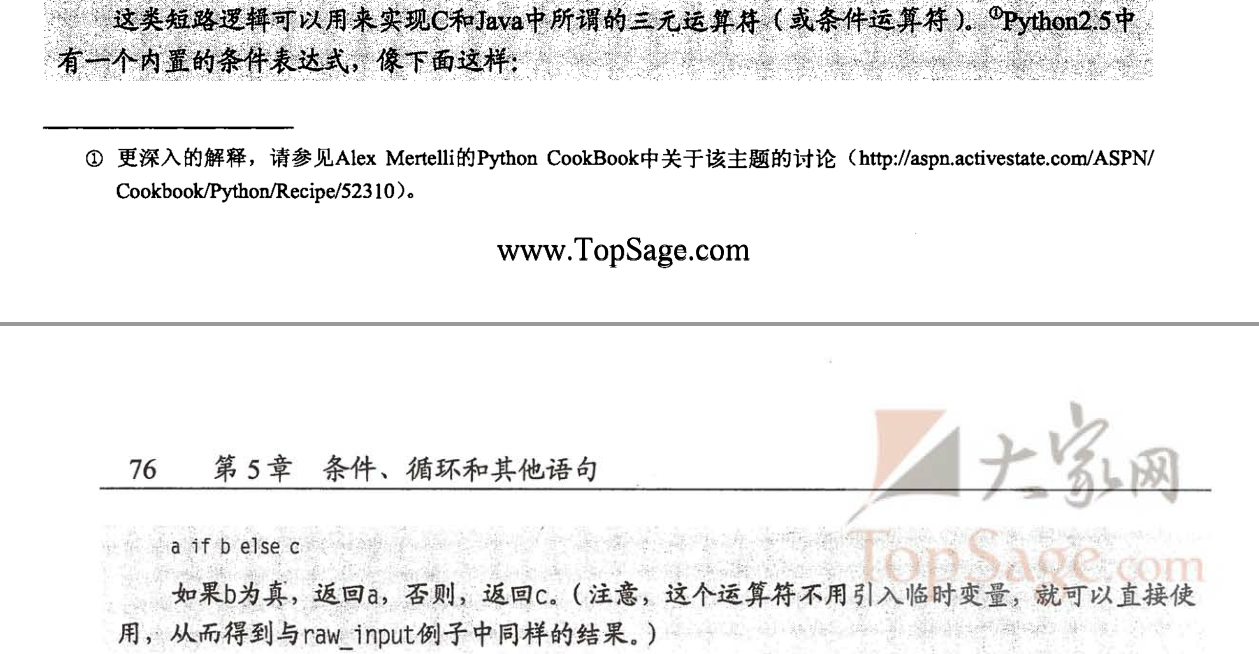 这类短路逻辑可以用来实现C和Java中所谓的三元运算符（或条件运算符）。①Python2.5中
有一个内置的条件表达式，像下面这样：
① 更深入的解释，请参见Alex Mertelli的Python CookBook中关于该主题的讨论（http://aspn.activestate.com/ASPN/
Cookbook/Python/Recipe/52310）。
www.TopSage.com
大家网
76 第5章 条件、循环和其他语句
TopSage.com
a if b else c
如果b为真，返回a，否则，返回c。（注意，这个运算符不用引入临时变量，就可以直接使
用，从而得到与raw_input例子中同样的结果。）